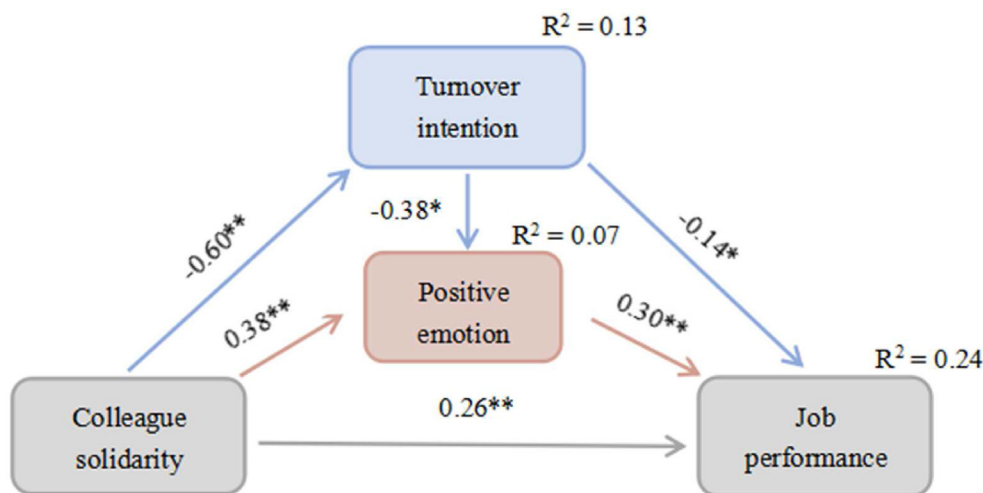 R² = 0.13
Turnover
intention
-0.60**
-0.38*
-0.14*
R² = 0.07
Positive
emotion
0.38**
0.30**
R² = 0.24
Colleague
solidarity
0.26**
Job
performance